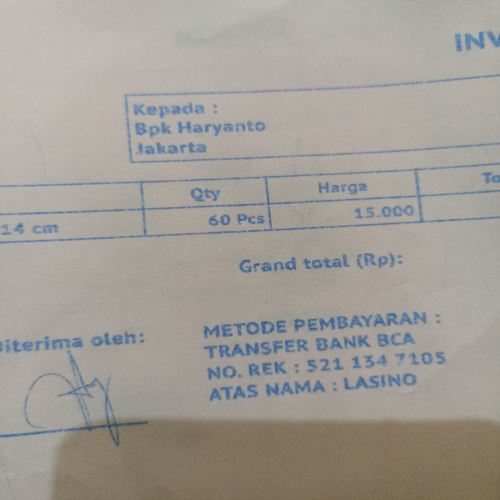 INV
Kepada :
Bpk Haryanto
Jakarta
Qty Harga To
14 cm 60 Pcs 15.000
Grand total (Rp):
Diterima oleh:
METODE PEMBAYARAN :
TRANSFER BANK BCA
NO. REK : 521 134 7105
ATAS NAMA : LASINO